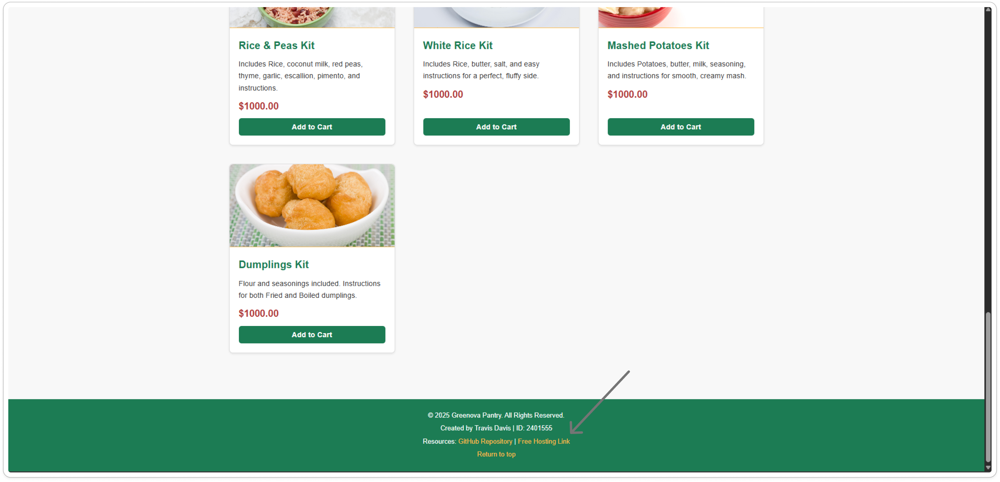 Rice & Peas Kit
Includes Rice, coconut milk, red peas,
thyme, garlic, escallion, pimento, and
instructions.
$1000.00
Add to Cart
White Rice Kit
Includes Rice, butter, salt, and easy
instructions for a perfect, fluffy side.
$1000.00
Add to Cart
Mashed Potatoes Kit
Includes Potatoes, butter, milk, seasoning,
and instructions for smooth, creamy mash.
$1000.00
Add to Cart
Dumplings Kit
Flour and seasonings included. Instructions
for both Fried and Boiled dumplings.
$1000.00
Add to Cart
© 2025 Greenova Pantry. All Rights Reserved.
Created by Travis Davis | ID: 2401555
Resources: GitHub Repository | Free Hosting Link
Return to top